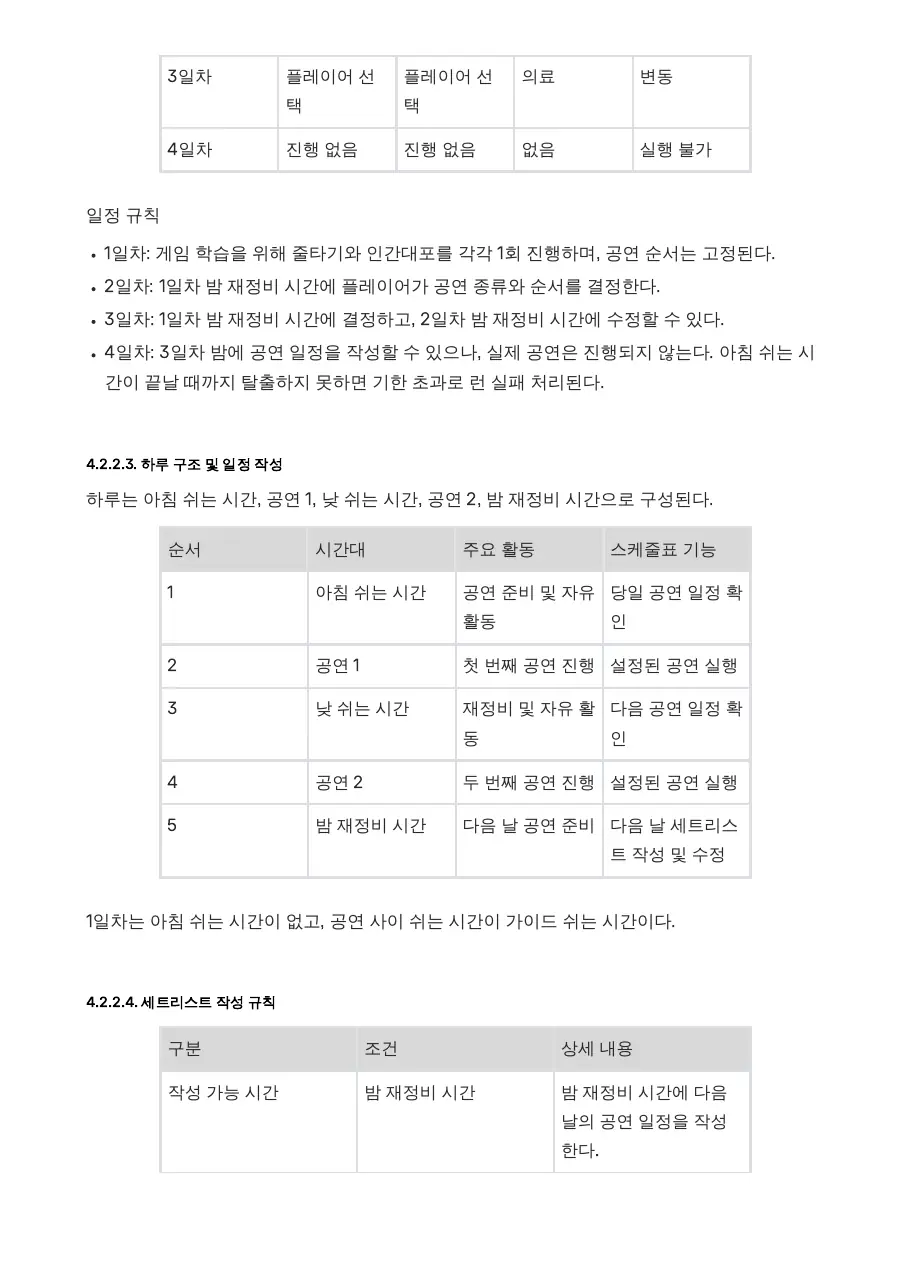 3일차 플레이어 선 플레이어 선 의료 변동
택 택
4일차 진행 없음 진행 없음 없음 실행 불가
일정 규칙
• 1일차: 게임 학습을 위해 줄타기와 인간대포를 각각 1회 진행하며, 공연 순서는 고정된다.
• 2일차: 1일차 밤 재정비 시간에 플레이어가 공연 종류와 순서를 결정한다.
• 3일차: 1일차 밤 재정비 시간에 결정하고, 2일차 밤 재정비 시간에 수정할 수 있다.
• 4일차: 3일차 밤에 공연 일정을 작성할 수 있으나, 실제 공연은 진행되지 않는다. 아침 쉬는 시
간이 끝날 때까지 탈출하지 못하면 기한 초과로 런 실패 처리된다.
4.2.2.3. 하루 구조 및 일정 작성
하루는 아침 쉬는 시간, 공연 1, 낮 쉬는 시간, 공연 2, 밤 재정비 시간으로 구성된다.
순서 시간대 주요 활동 스케줄표 기능
1 아침 쉬는 시간 공연 준비 및 자유 당일 공연 일정 확
활동 인
2 공연 1 첫 번째 공연 진행 설정된 공연 실행
3 낮 쉬는 시간 재정비 및 자유 활 다음 공연 일정 확
동 인
4 공연 2 두 번째 공연 진행 설정된 공연 실행
5 밤 재정비 시간 다음 날 공연 준비 다음 날 세트리스
트 작성 및 수정
1일차는 아침 쉬는 시간이 없고, 공연 사이 쉬는 시간이 가이드 쉬는 시간이다.
4.2.2.4. 세트리스트 작성 규칙
구분 조건 상세 내용
작성 가능 시간 밤 재정비 시간 밤 재정비 시간에 다음
날의 공연 일정을 작성
한다.